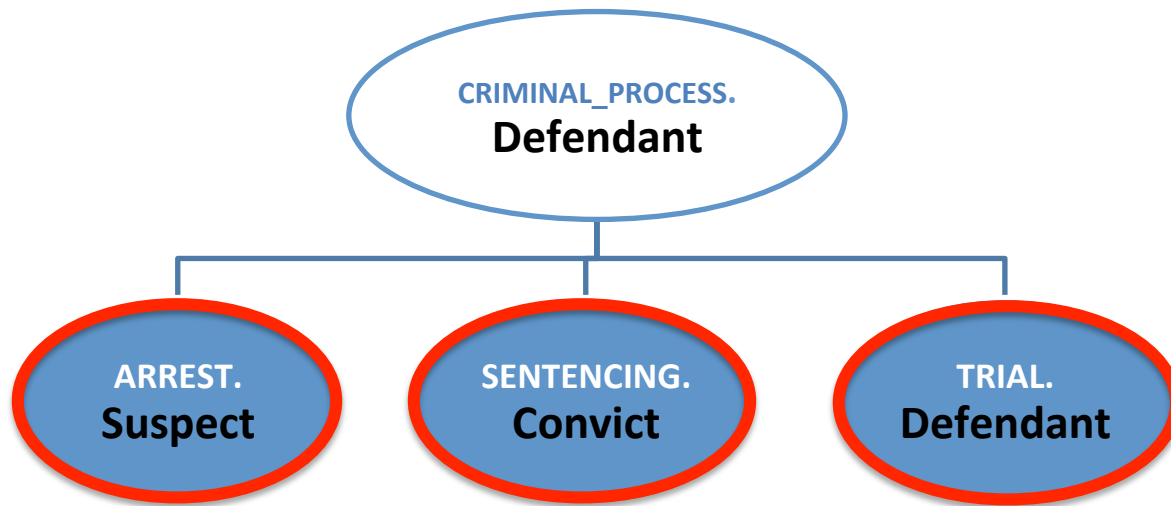 CRIMINAL_PROCESS.
Defendant
ARREST.
Suspect
SENTENCING.
Convict
TRIAL.
Defendant